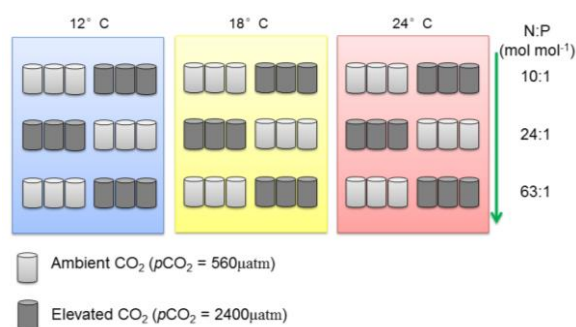 12° C
18° C
24° C
N:P
(mol mol⁻¹)
10:1
24:1
63:1
Ambient CO₂ (pCO₂ = 560µatm)
Elevated CO₂ (pCO₂ = 2400µatm)